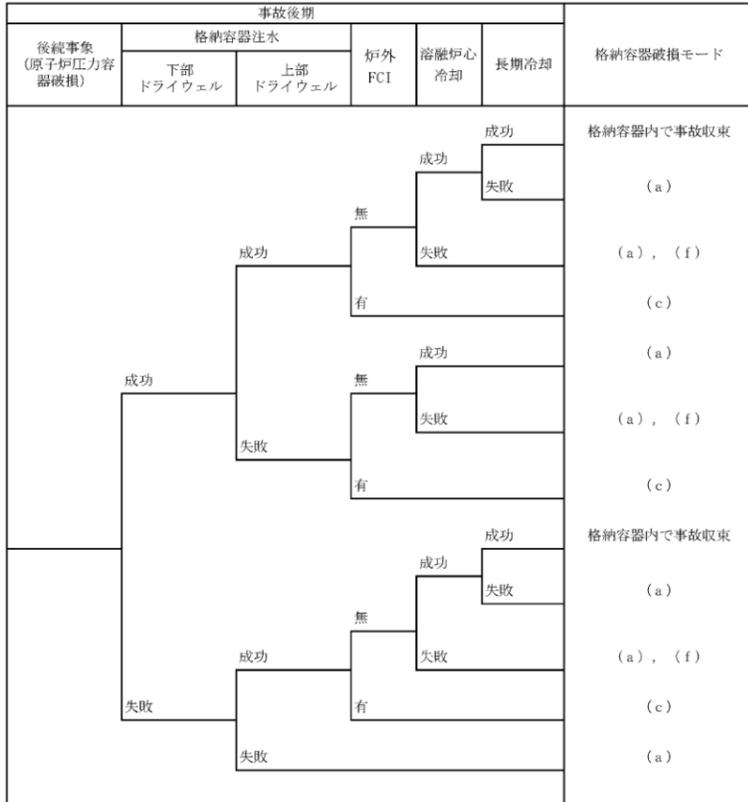 事故後期
後続事象
(原子炉圧力容
器破損)
格納容器注水
下部
ドライウェル
上部
ドライウェル
炉外
FCI
溶融炉心
冷却
長期冷却
格納容器破損モード
成功
格納容器内で事故収束
成功
失敗
(a)
無
成功
失敗
(a), (f)
有
(c)
成功
(a)
成功
無
失敗
(a), (f)
失敗
有
(c)
成功
格納容器内で事故収束
成功
失敗
(a)
無
成功
失敗
(a), (f)
失敗
有
(c)
失敗
(a)